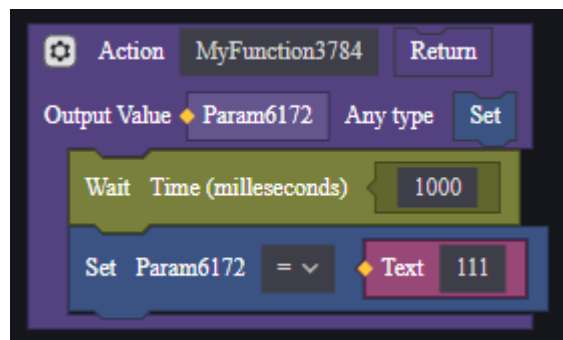 Action MyFunction3784 Return
Output Value Param6172 Any type Set
Wait Time (milleseconds) 1000
Set Param6172 = Text 111